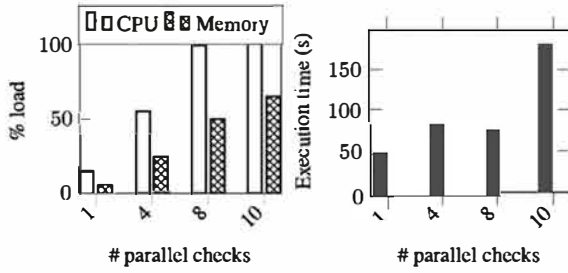 CPU Memory
100
50
0
% load
1 4 8 10
# parallel checks
150
100
50
0
Execution time (s)
1 4 8 10
# parallel checks